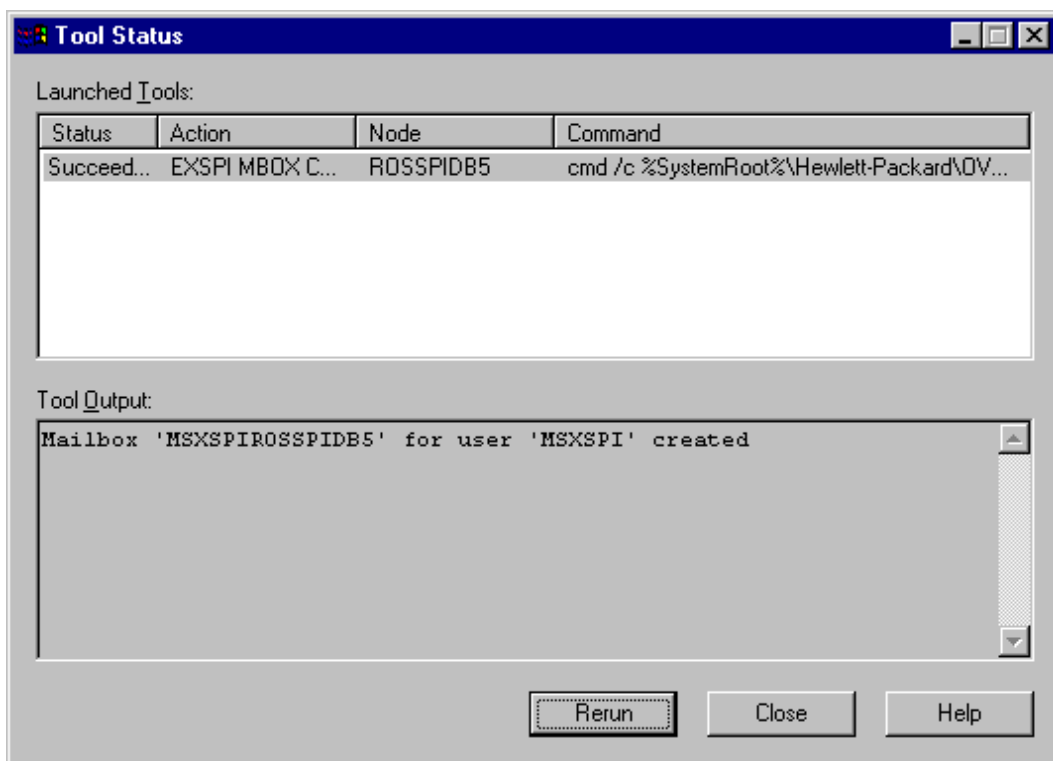 Tool Status
Launched Tools:
Status Action Node Command
Succeed... EXSPI MBOX C... ROSSPIDB5 cmd /c %SystemRoot%\Hewlett-Packard\OV...
Tool Output:
Mailbox 'MSXSPIROSSPIDB5' for user 'MSXSPI' created
Rerun Close Help